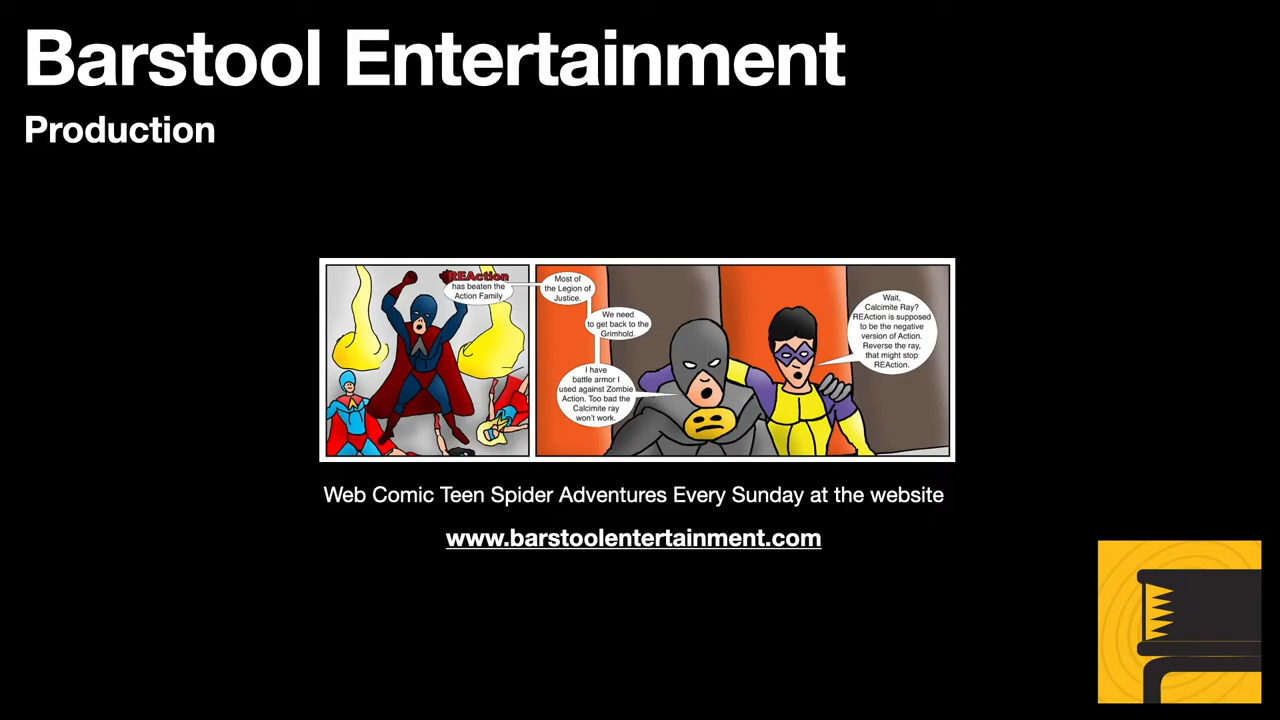 Barstool Entertainment
Production
REAction
has beaten the
Action Family
Most of
the Legion of
Justice.
We need
to get back to the
Grimhold.
I have
battle armor I
used against Zombie
Action. Too bad the
Calcimite ray
won't work.
Wait,
Calcimite Ray?
REAction is supposed
to be the negative
version of Action.
Reverse the ray,
that might stop
REAction.
Web Comic Teen Spider Adventures Every Sunday at the website
www.barstoolentertainment.com